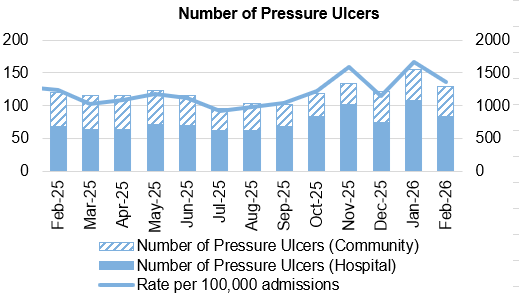 Number of Pressure Ulcers
200 2000
150 1500
100 1000
50 500
0 0
Feb-25 Mar-25 Apr-25 May-25 Jun-25 Jul-25 Aug-25 Sep-25 Oct-25 Nov-25 Dec-25 Jan-26 Feb-26
Number of Pressure Ulcers (Community)
Number of Pressure Ulcers (Hospital)
Rate per 100,000 admissions